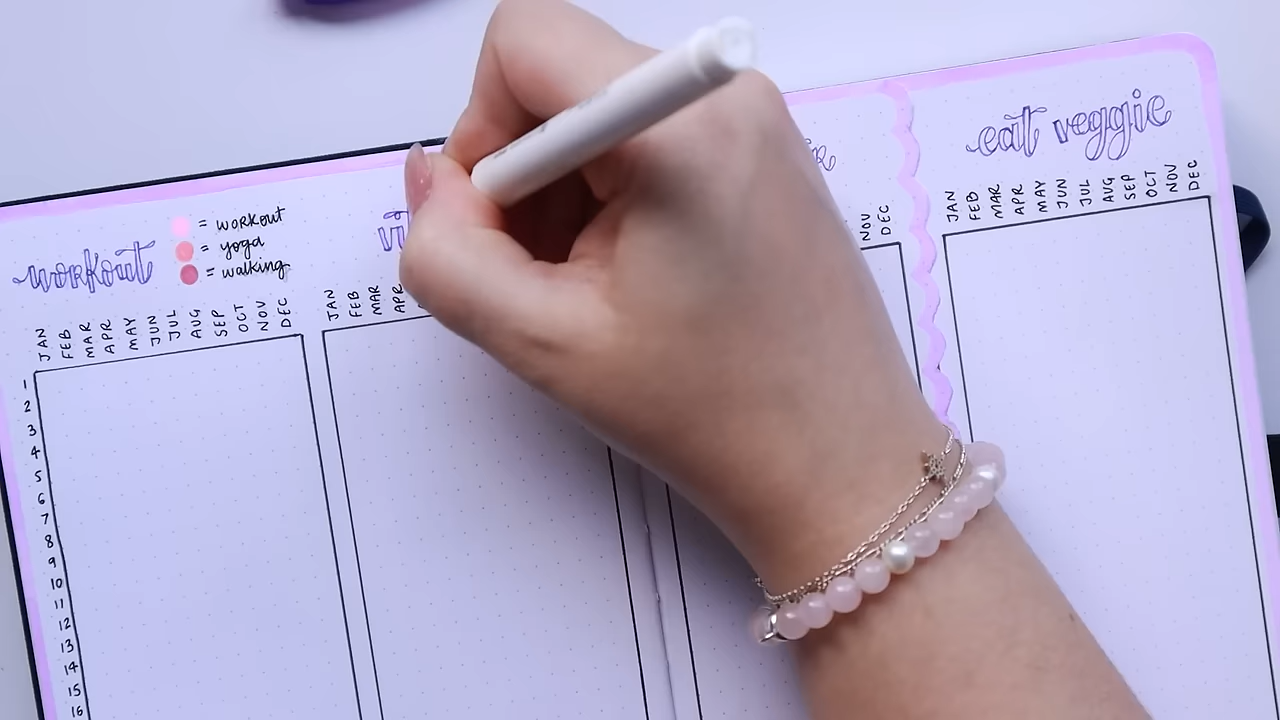 workout
= workout
= yoga
= walking
eat veggie
JAN FEB MAR APR MAY JUN JUL AUG SEP OCT NOV DEC
JAN FEB MAR APR
NOV DEC
JAN FEB MAR APR MAY JUN JUL AUG SEP OCT NOV DEC
1
2
3
4
5
6
7
8
9
10
11
12
13
14
15
16